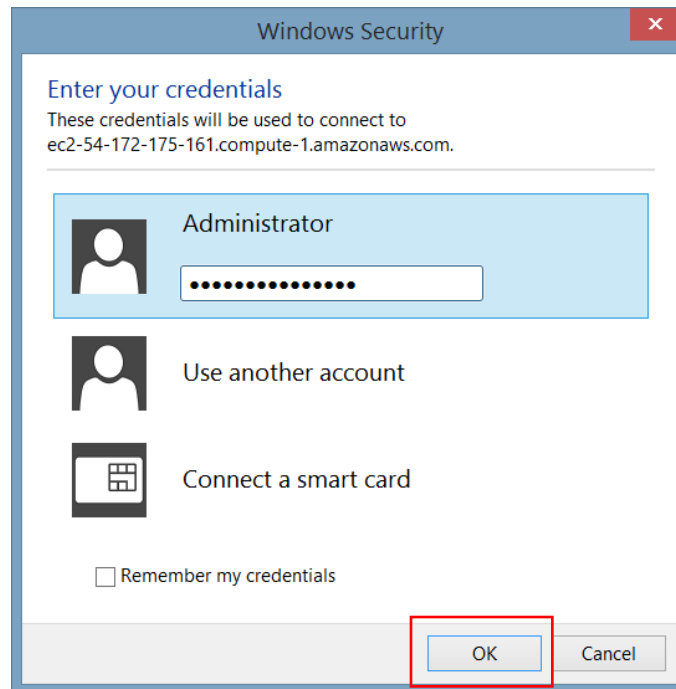 Windows Security
Enter your credentials
These credentials will be used to connect to
ec2-54-172-175-161.compute-1.amazonaws.com.
Administrator
●●●●●●●●●●●●●●●
Use another account
Connect a smart card
Remember my credentials
OK
Cancel